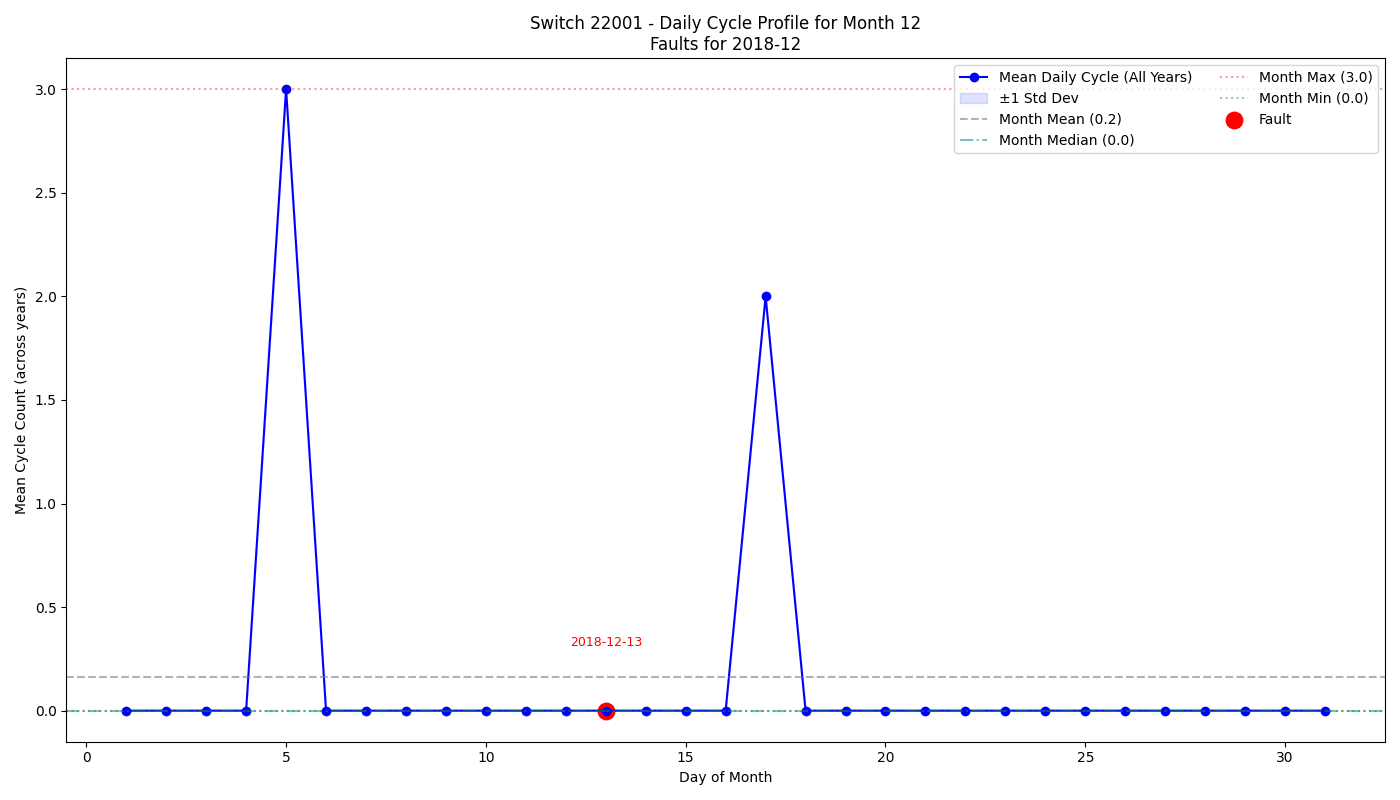 Switch 22001 - Daily Cycle Profile for Month 12
Faults for 2018-12
Mean Daily Cycle (All Years)
±1 Std Dev
Month Mean (0.2)
Month Median (0.0)
Month Max (3.0)
Month Min (0.0)
Fault
Mean Cycle Count (across years)
3.0
2.5
2.0
1.5
1.0
0.5
0.0
2018-12-13
0 5 10 15 20 25 30
Day of Month